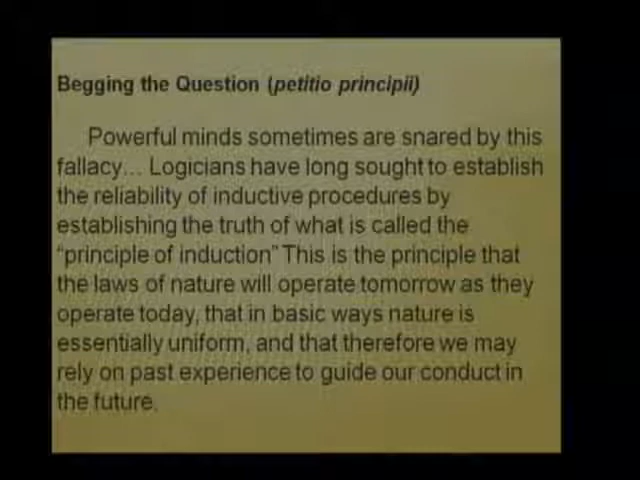 Begging the Question (petitio principii)
Powerful minds sometimes are snared by this
fallacy... Logicians have long sought to establish
the reliability of inductive procedures by
establishing the truth of what is called the
"principle of induction" This is the principle that
the laws of nature will operate tomorrow as they
operate today, that in basic ways nature is
essentially uniform, and that therefore we may
rely on past experience to guide our conduct in
the future.